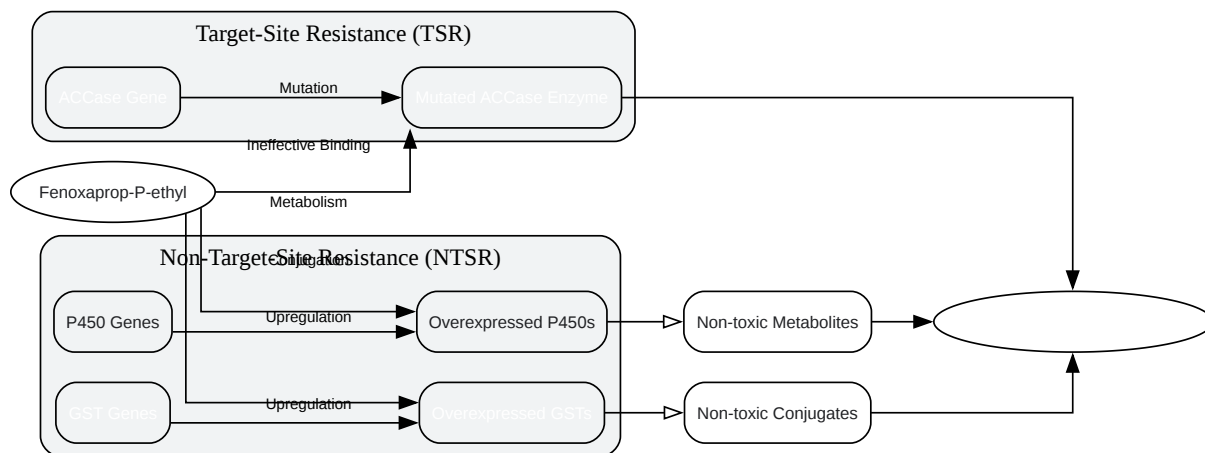 Target-Site Resistance (TSR)
ACCase Gene
Mutation
Mutated ACCase Enzyme
Ineffective Binding
Fenoxaprop-P-ethyl
Metabolism
Non-Target-Site Resistance (NTSR)
Conjugation
P450 Genes
Upregulation
Overexpressed P450s
Non-toxic Metabolites
GST Genes
Upregulation
Overexpressed GSTs
Non-toxic Conjugates